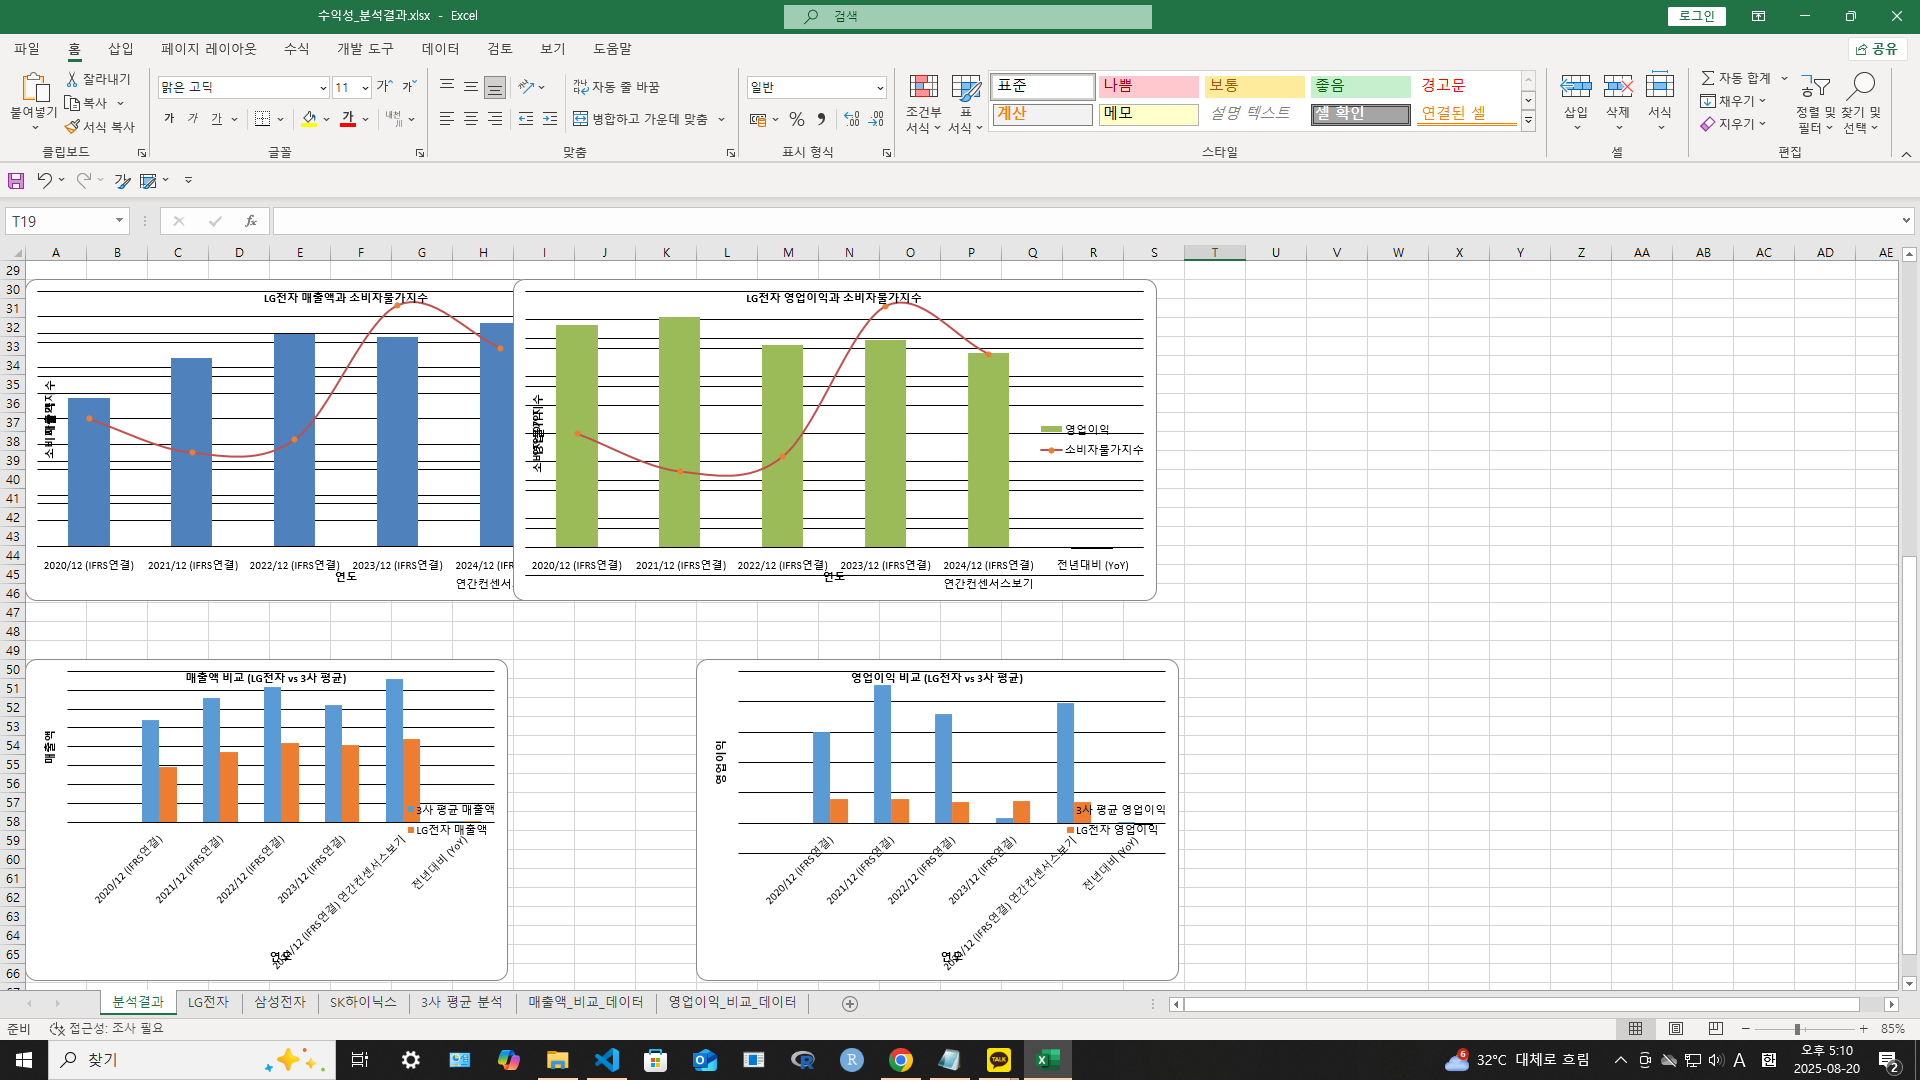 수익성_분석결과.xlsx - Excel
검색
로그인
파일 홈 삽입 페이지 레이아웃 수식 개발 도구 데이터 검토 보기 도움말
공유
붙여넣기
잘라내기
복사
서식 복사
클립보드
맑은 고딕 11
가 가
가 가 가
가
내천
川
글꼴
자동 줄 바꿈
병합하고 가운데 맞춤
맞춤
일반
표시 형식
조건부
서식
표
서식
표준 나쁨 보통 좋음 경고문
계산 메모 설명 텍스트 셀 확인 연결된 셀
스타일
삽입 삭제 서식
셀
자동 합계
채우기
지우기
정렬 및
필터
찾기 및
선택
편집
T19
fx
A B C D E F G H I J K L M N O P Q R S T U V W X Y Z AA AB AC AD AE
29
30
31
32
33
34
35
36
37
38
39
40
41
42
43
44
45
46
47
48
49
50
51
52
53
54
55
56
57
58
59
60
61
62
63
64
65
66
LG전자 매출액과 소비자물가지수
2020/12 (IFRS연결) 2021/12 (IFRS연결) 2022/12 (IFRS연결) 2023/12 (IFRS연결) 2024/12 (IFR
연간컨센서
연도
LG전자 영업이익과 소비자물가지수
영업이익
소비자물가지수
2020/12 (IFRS연결) 2021/12 (IFRS연결) 2022/12 (IFRS연결) 2023/12 (IFRS연결) 2024/12 (IFRS연결) 전년대비 (YoY)
연간컨센서스보기
연도
매출액 비교 (LG전자 vs 3사 평균)
매출액
3사 평균 매출액
LG전자 매출액
2020/12 (IFRS연결)
2021/12 (IFRS연결)
2022/12 (IFRS연결)
2023/12 (IFRS연결)
2024/12 (IFRS연결) 연간컨센서스보기
전년대비 (YoY)
연도
영업이익 비교 (LG전자 vs 3사 평균)
영업이익
3사 평균 영업이익
LG전자 영업이익
2020/12 (IFRS연결)
2021/12 (IFRS연결)
2022/12 (IFRS연결)
2023/12 (IFRS연결)
2024/12 (IFRS연결) 연간컨센서스보기
전년대비 (YoY)
연도
분석결과 LG전자 삼성전자 SK하이닉스 3사 평균 분석 매출액_비교_데이터 영업이익_비교_데이터
준비 접근성: 조사 필요
85%
찾기
6
32°C 대체로 흐림
A
한
오후 5:10
2025-08-20
2